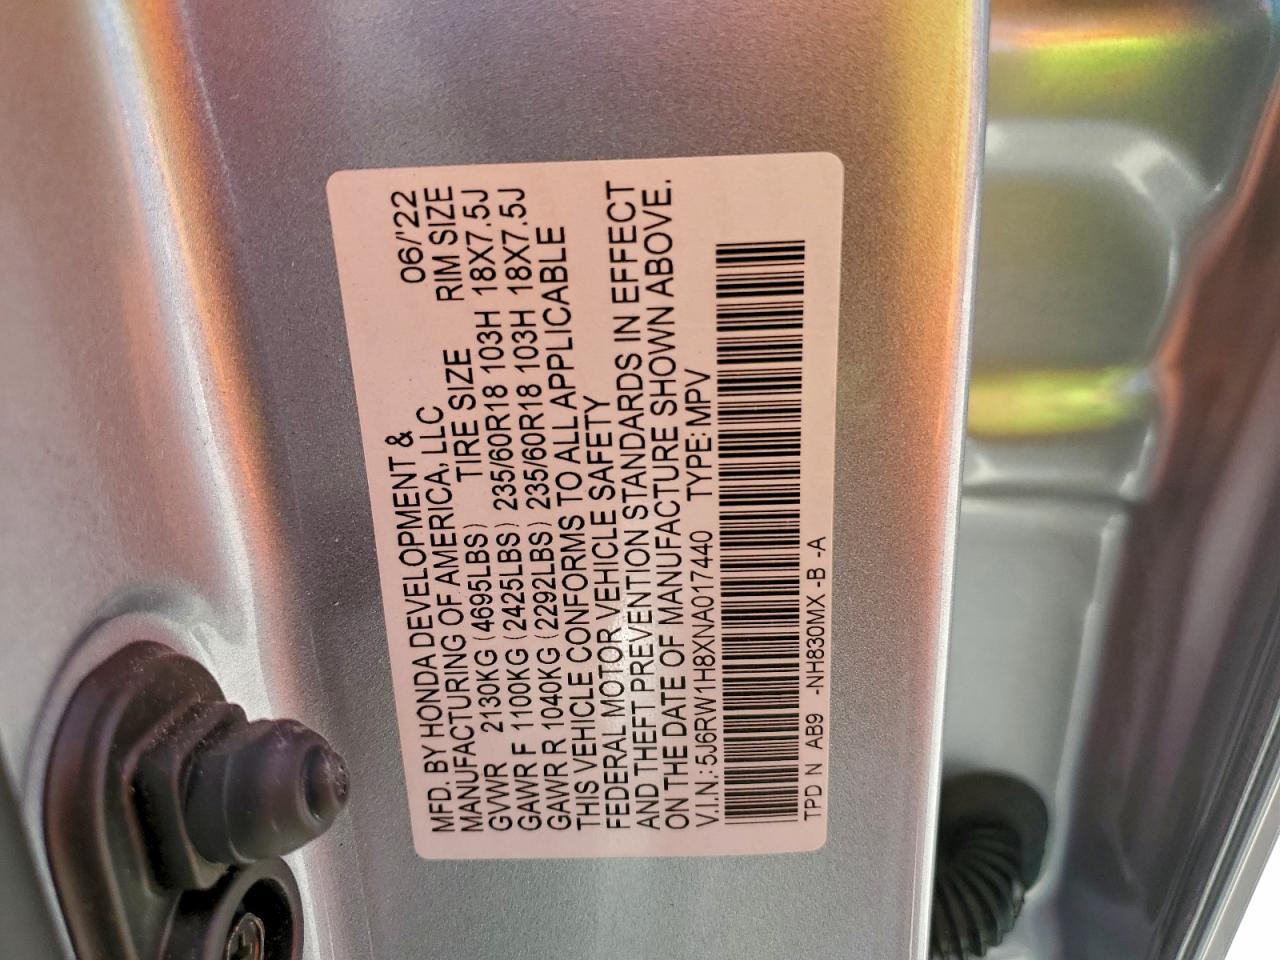 06/'22
MFD. BY HONDA DEVELOPMENT &
MANUFACTURING OF AMERICA, LLC
TIRE SIZE RIM SIZE
GVWR 2130KG (4695LBS)
GAWR F 1100KG (2425LBS) 235/60R18 103H 18X7.5J
GAWR R 1040KG (2292LBS) 235/60R18 103H 18X7.5J
THIS VEHICLE CONFORMS TO ALL APPLICABLE
FEDERAL MOTOR VEHICLE SAFETY
AND THEFT PREVENTION STANDARDS IN EFFECT
ON THE DATE OF MANUFACTURE SHOWN ABOVE.
V.I.N.: 5J6RW1H8XNA017440 TYPE: MPV
TPD N AB9 -NH830MX -B -A